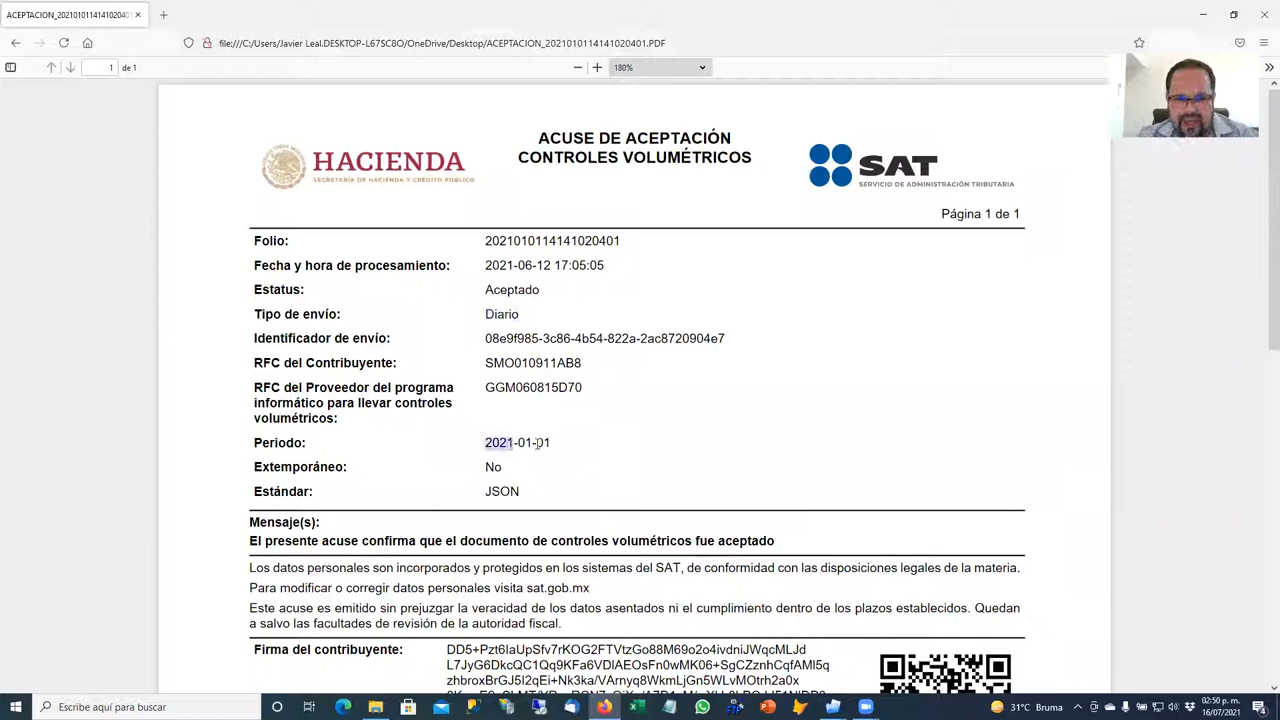 ACEPTACION_2021010114141020401
file:///C:/Users/Javier Leal.DESKTOP-L67SC8O/OneDrive/Desktop/ACEPTACION_2021010114141020401.PDF
1 de 1
180%
ACUSE DE ACEPTACIÓN
CONTROLES VOLUMÉTRICOS
HACIENDA
SECRETARÍA DE HACIENDA Y CRÉDITO PÚBLICO
SAT
SERVICIO DE ADMINISTRACIÓN TRIBUTARIA
Página 1 de 1
Folio: 2021010114141020401
Fecha y hora de procesamiento: 2021-06-12 17:05:05
Estatus: Aceptado
Tipo de envío: Diario
Identificador de envío: 08e9f985-3c86-4b54-822a-2ac8720904e7
RFC del Contribuyente: SMO010911AB8
RFC del Proveedor del programa GGM060815D70
informático para llevar controles
volumétricos:
Periodo: 2021-01-01
Extemporáneo: No
Estándar: JSON
Mensaje(s):
El presente acuse confirma que el documento de controles volumétricos fue aceptado
Los datos personales son incorporados y protegidos en los sistemas del SAT, de conformidad con las disposiciones legales de la materia.
Para modificar o corregir datos personales visita sat.gob.mx
Este acuse es emitido sin prejuzgar la veracidad de los datos asentados ni el cumplimiento dentro de los plazos establecidos. Quedan
a salvo las facultades de revisión de la autoridad fiscal.
Firma del contribuyente: DD5+Pzt6IaUpSfv7rKOG2FTVtzGo88M69o2o4ivdniJWqcMLJd
L7JyG6DkcQC1Qq9KFa6VDlAEOsFn0wMK06+SgCZznhCqfAMl5q
zhbroxBrGJ5I2qEi+Nk3ka/VArnyq8WkmLjGn5WLvMOtrh2a0x
Escribe aquí para buscar
31°C Bruma
02:50 p. m.
16/07/2021